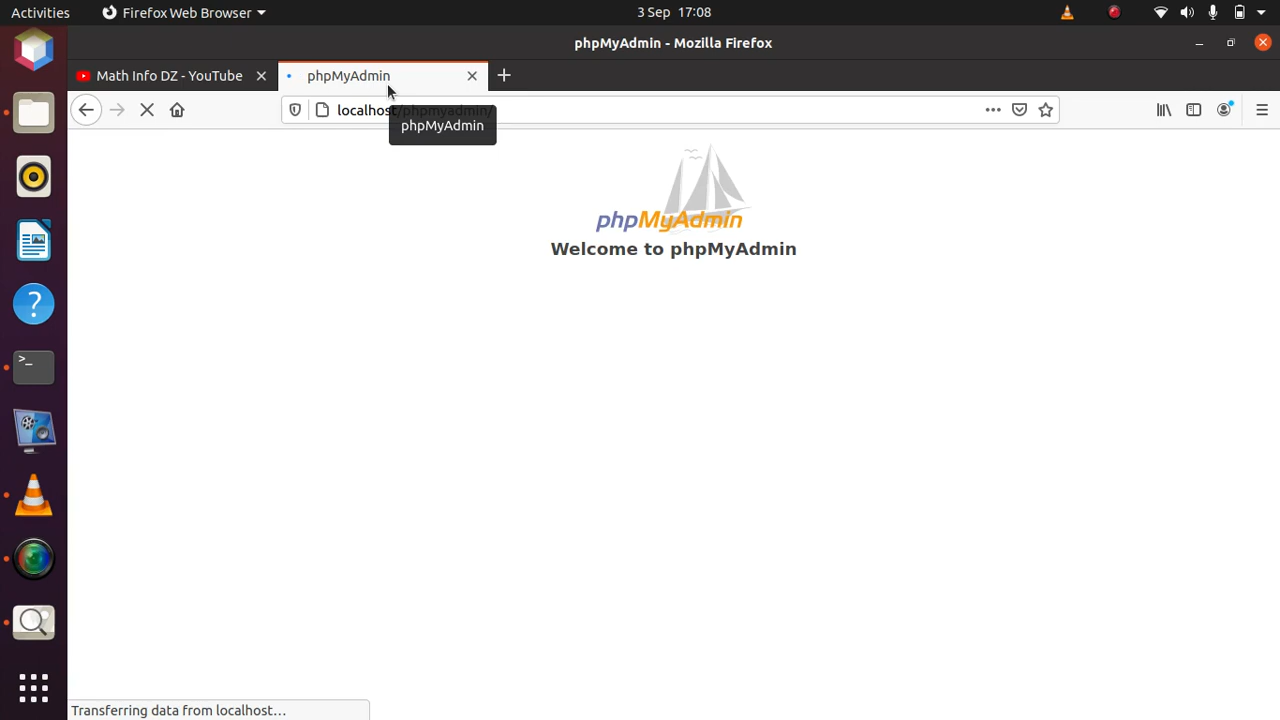 Activities
Firefox Web Browser
3 Sep 17:08
phpMyAdmin - Mozilla Firefox
Math Info DZ - YouTube
phpMyAdmin
localhost/phpmyadmin/
phpMyAdmin
phpMyAdmin
Welcome to phpMyAdmin
?
>_
Transferring data from localhost…